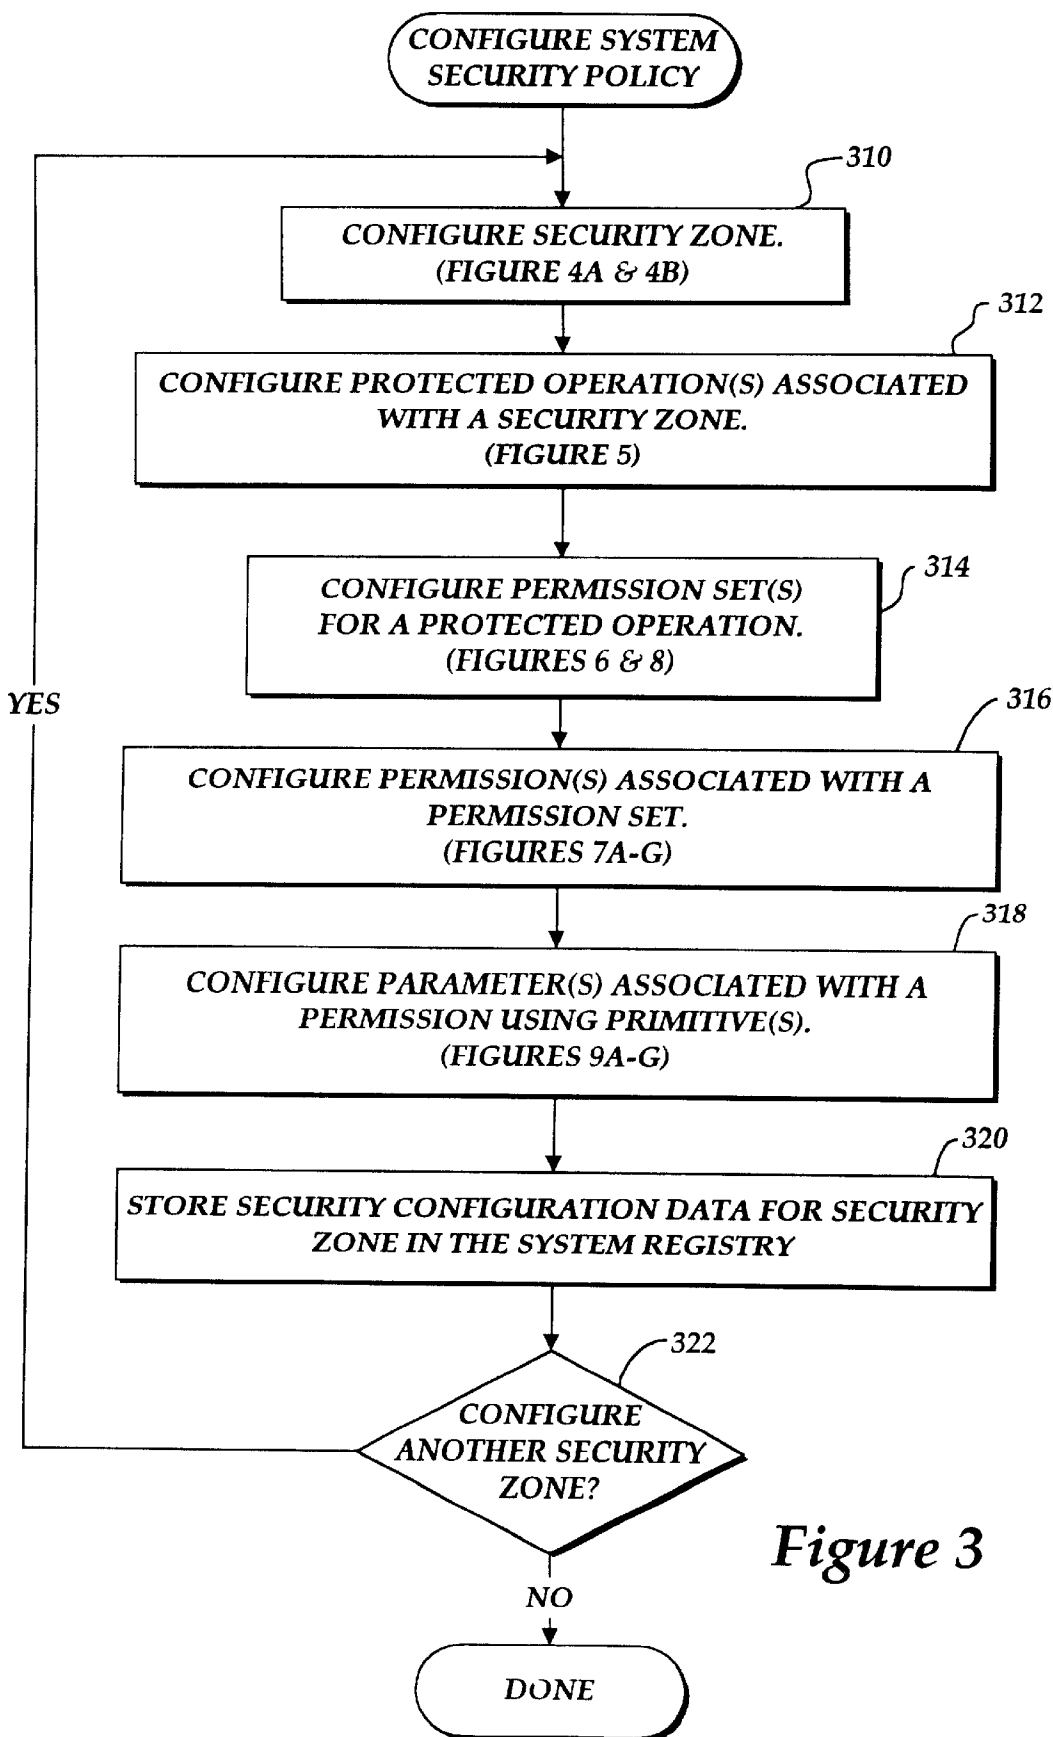 CONFIGURE SYSTEM
SECURITY POLICY
310
CONFIGURE SECURITY ZONE.
(FIGURE 4A & 4B)
312
CONFIGURE PROTECTED OPERATION(S) ASSOCIATED
WITH A SECURITY ZONE.
(FIGURE 5)
314
CONFIGURE PERMISSION SET(S)
FOR A PROTECTED OPERATION.
(FIGURES 6 & 8)
YES
316
CONFIGURE PERMISSION(S) ASSOCIATED WITH A
PERMISSION SET.
(FIGURES 7A-G)
318
CONFIGURE PARAMETER(S) ASSOCIATED WITH A
PERMISSION USING PRIMITIVE(S).
(FIGURES 9A-G)
320
STORE SECURITY CONFIGURATION DATA FOR SECURITY
ZONE IN THE SYSTEM REGISTRY
322
CONFIGURE
ANOTHER SECURITY
ZONE?
Figure 3
NO
DONE